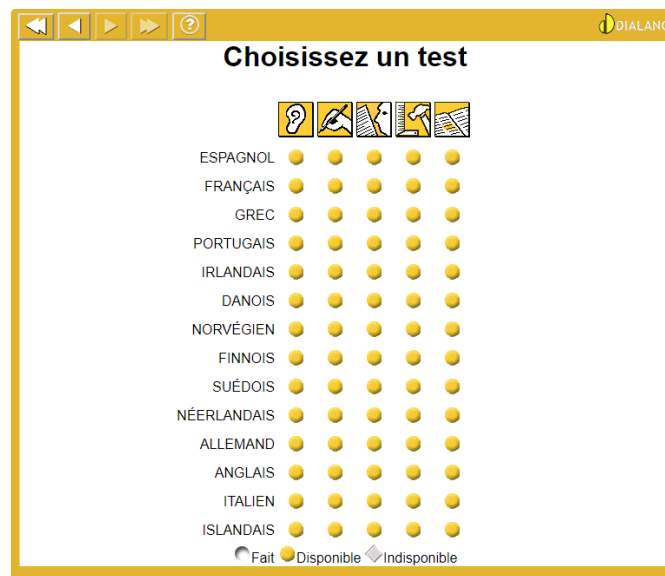 DIALANG
Choisissez un test
ESPAGNOL
FRANÇAIS
GREC
PORTUGAIS
IRLANDAIS
DANOIS
NORVÉGIEN
FINNOIS
SUÉDOIS
NÉERLANDAIS
ALLEMAND
ANGLAIS
ITALIEN
ISLANDAIS
Fait Disponible Indisponible